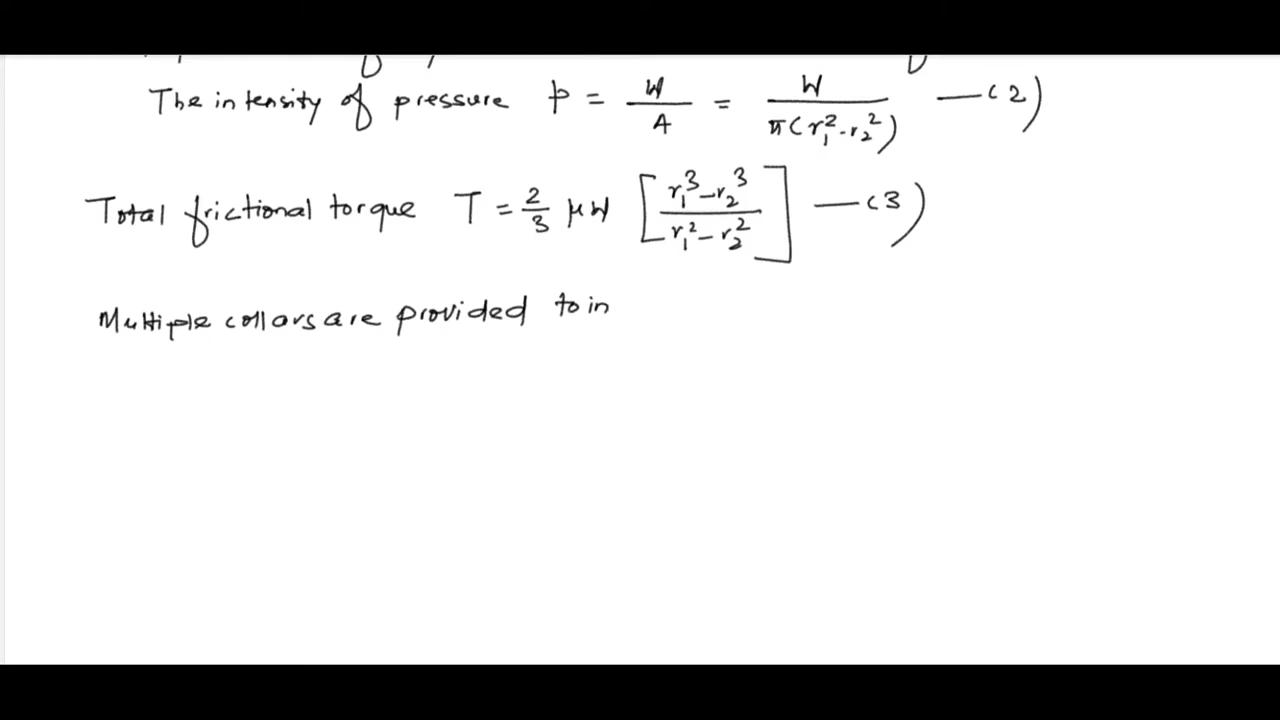 The intensity of pressure p = W/A = W/π(r₁²-r₂²) —(2)
Total frictional torque T = 2/3 μW [r₁³-r₂³/r₁²-r₂²] —(3)
Multiple collars are provided to in